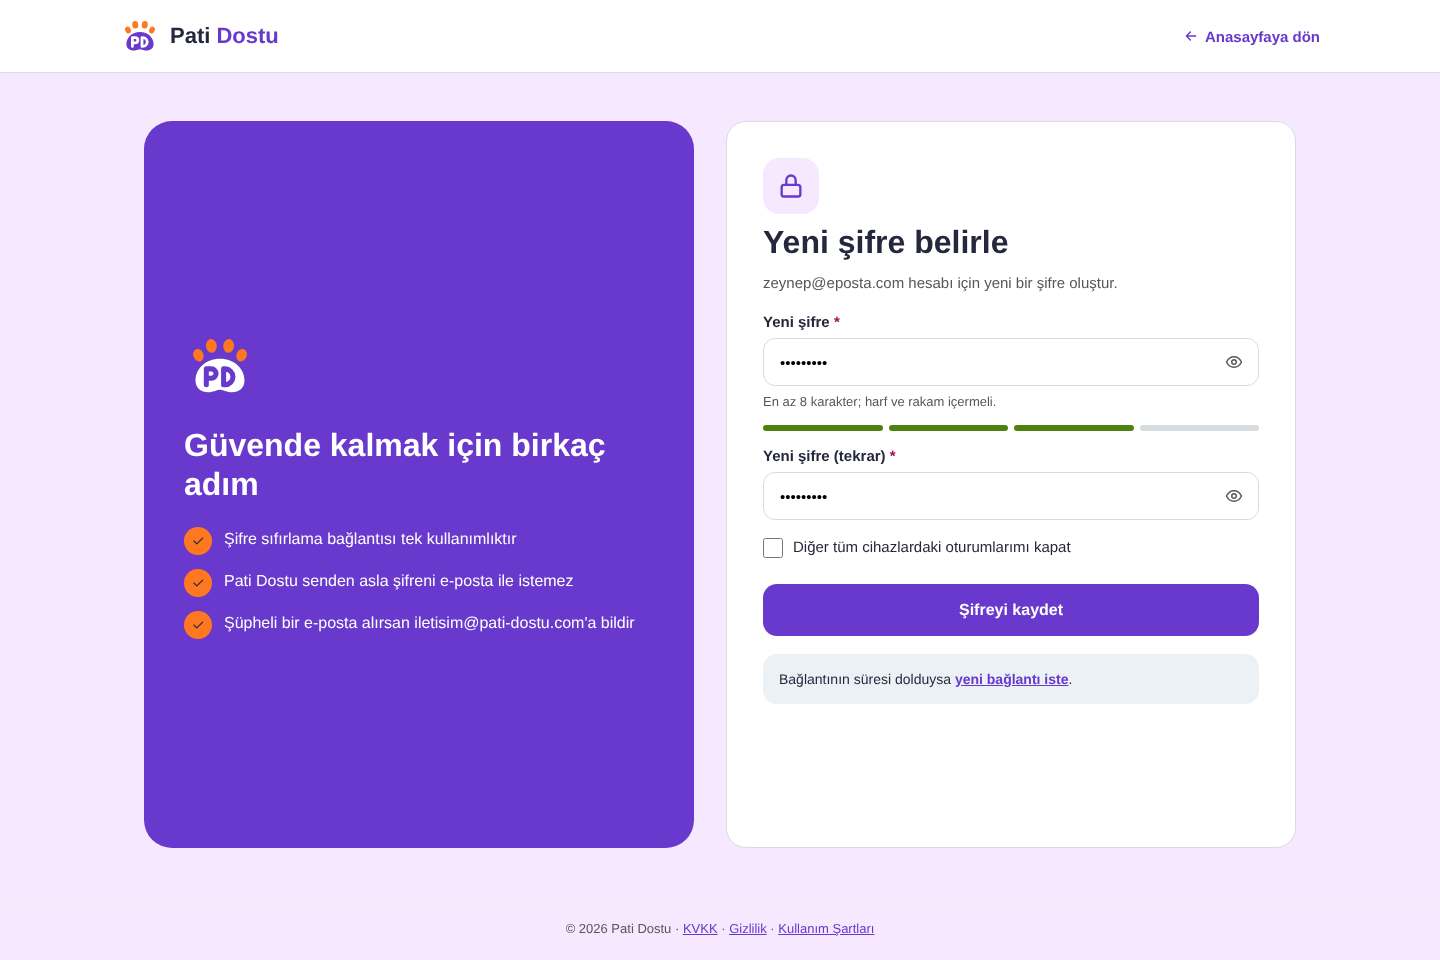 PD Pati Dostu
Anasayfaya dön
PD
Güvende kalmak için birkaç
adım
Şifre sıfırlama bağlantısı tek kullanımlıktır
Pati Dostu senden asla şifreni e-posta ile istemez
Şüpheli bir e-posta alırsan iletisim@pati-dostu.com'a bildir
Yeni şifre belirle
zeynep@eposta.com hesabı için yeni bir şifre oluştur.
Yeni şifre *
•••••••••
En az 8 karakter; harf ve rakam içermeli.
Yeni şifre (tekrar) *
•••••••••
Diğer tüm cihazlardaki oturumlarımı kapat
Şifreyi kaydet
Bağlantının süresi dolduysa yeni bağlantı iste.
© 2026 Pati Dostu · KVKK · Gizlilik · Kullanım Şartları